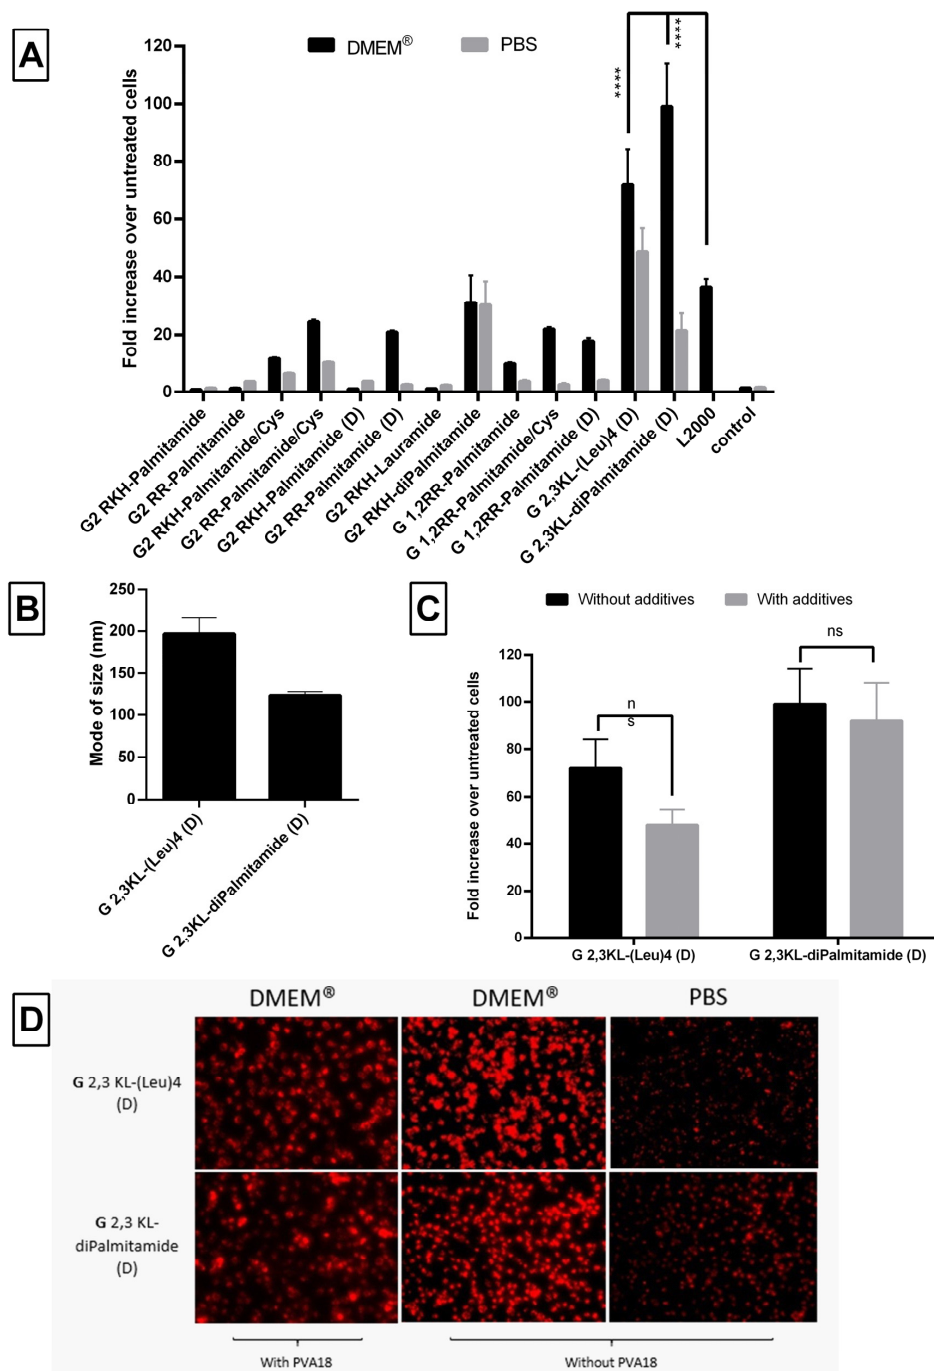 A
DMEM®
PBS
****
****
Fold increase over untreated cells
120
100
80
60
40
20
0
G2 RKH-Palmitamide
G2 RR-Palmitamide
G2 RKH-Palmitamide/Cys
G2 RR-Palmitamide/Cys
G2 RKH-Palmitamide (D)
G2 RR-Palmitamide (D)
G2 RKH-Lauramide
G2 RKH-diPalmitamide
G 1,2RR-Palmitamide
G 1,2RR-Palmitamide/Cys
G 1,2RR-Palmitamide (D)
G 2,3KL-(Leu)4 (D)
G 2,3KL-diPalmitamide (D)
L2000
control
B
Mode of size (nm)
250
200
150
100
50
0
G 2,3KL-(Leu)4 (D)
G 2,3KL-diPalmitamide (D)
C
Without additives
With additives
Fold increase over untreated cells
120
100
80
60
40
20
0
n
s
ns
G 2,3KL-(Leu)4 (D)
G 2,3KL-diPalmitamide (D)
D
DMEM®
DMEM®
PBS
G 2,3 KL-(Leu)4
(D)
G 2,3 KL-
diPalmitamide
(D)
With PVA18
Without PVA18